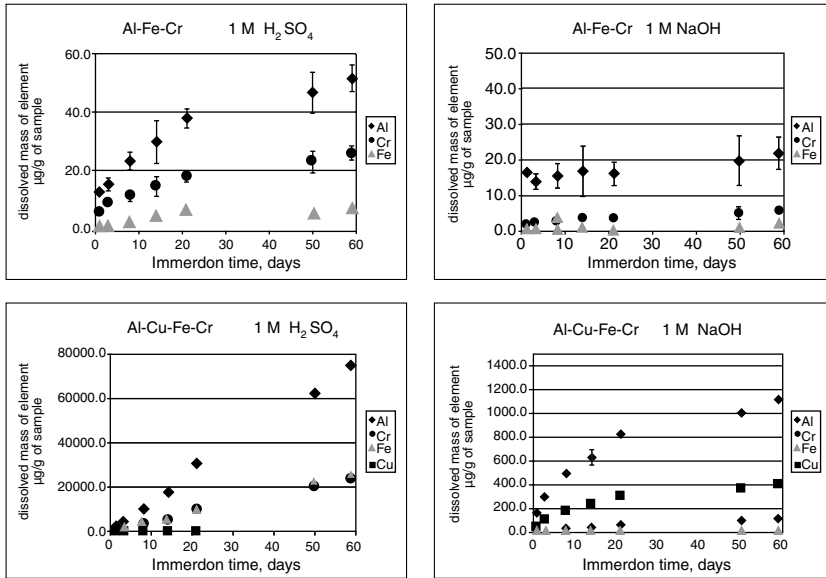 Al-Fe-Cr 1 M H₂SO₄
dissolved mass of element
µg/g of sample
60.0
40.0
20.0
0.0
0 10 20 30 40 50 60
Immerdon time, days
Al
Cr
Fe
Al-Fe-Cr 1 M NaOH
dissolved mass of element
µg/g of sample
50.0
40.0
30.0
20.0
10.0
0.0
0 10 20 30 40 50 60
Immerdon time, days
Al
Cr
Fe
Al-Cu-Fe-Cr 1 M H₂SO₄
dissolved mass of element
µg/g of sample
80000.0
60000.0
40000.0
20000.0
0.0
0 10 20 30 40 50 60
Immerdon time, days
Al
Cr
Fe
Cu
Al-Cu-Fe-Cr 1 M NaOH
dissolved mass of element
µg/g of sample
1400.0
1200.0
1000.0
800.0
600.0
400.0
200.0
0.0
0 10 20 30 40 50 60
Immerdon time, days
Al
Cr
Fe
Cu